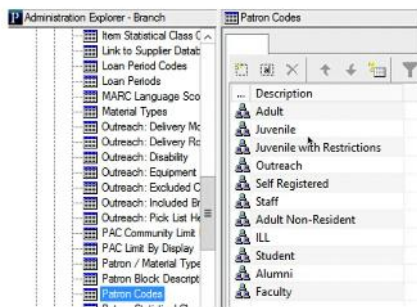 Administration Explorer - Branch
Item Statistical Class C
Link to Supplier Datab
Loan Period Codes
Loan Periods
MARC Language Sco
Material Types
Outreach: Delivery Mo
Outreach: Delivery Ro
Outreach: Disability
Outreach: Equipment
Outreach: Excluded C
Outreach: Included Br
Outreach: Pick List He
PAC Community Limit
PAC Limit By Display
Patron / Material Type
Patron Block Descript
Patron Codes
Patron Codes
... Description
Adult
Juvenile
Juvenile with Restrictions
Outreach
Self Registered
Staff
Adult Non-Resident
ILL
Student
Alumni
Faculty